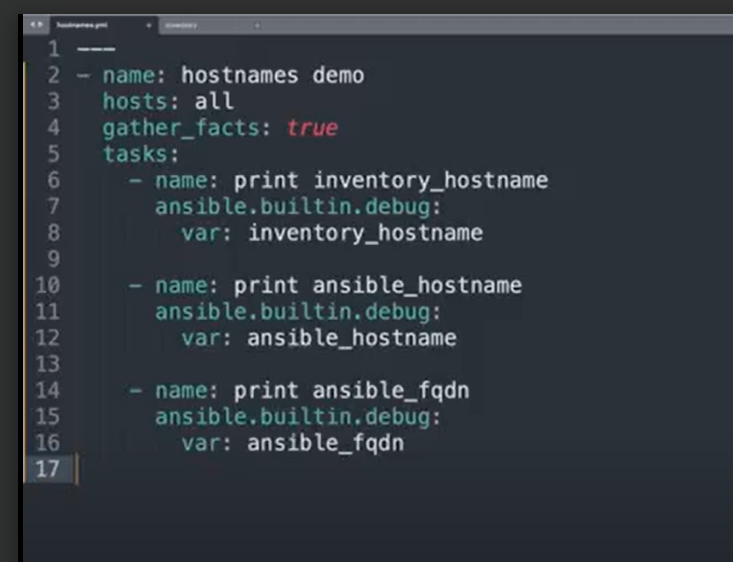 hostnames.yml inventory
1 ---
2 - name: hostnames demo
3 hosts: all
4 gather_facts: true
5 tasks:
6 - name: print inventory_hostname
7 ansible.builtin.debug:
8 var: inventory_hostname
9
10 - name: print ansible_hostname
11 ansible.builtin.debug:
12 var: ansible_hostname
13
14 - name: print ansible_fqdn
15 ansible.builtin.debug:
16 var: ansible_fqdn
17